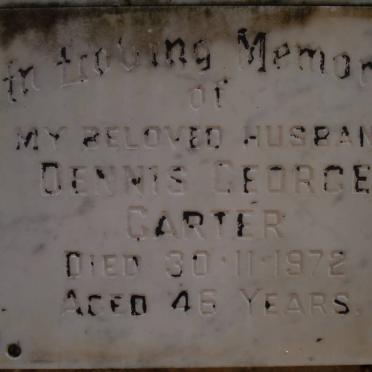 In Loving Memor
of
MY BELOVED HUSBAN
DENNIS GEORGE
CARTER
DIED 30·11·1972
AGED 46 YEARS.